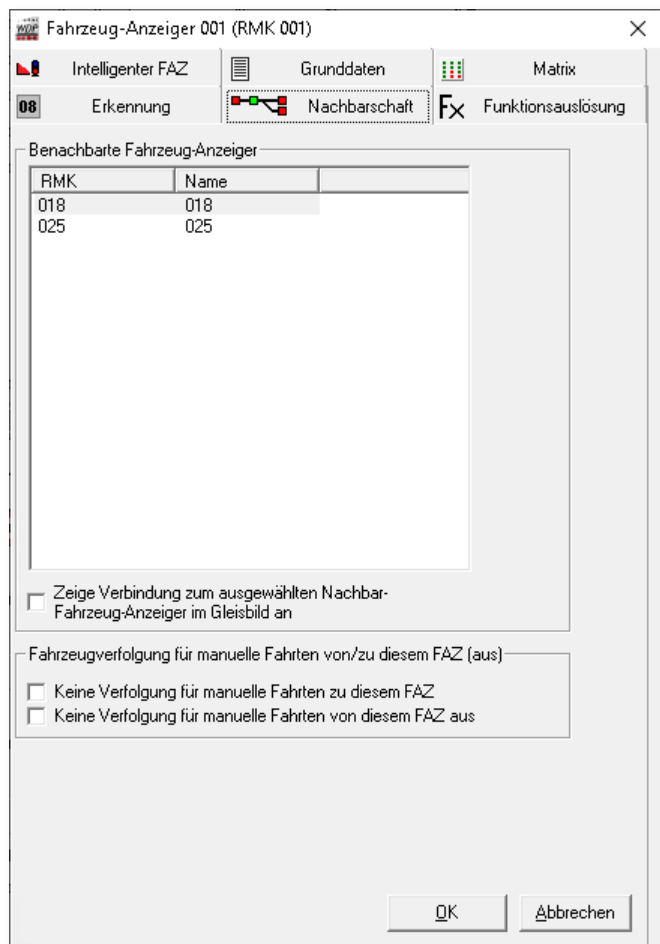 WDP Fahrzeug-Anzeiger 001 (RMK 001)
Intelligenter FAZ Grunddaten Matrix
08 Erkennung Nachbarschaft Fx Funktionsauslösung
Benachbarte Fahrzeug-Anzeiger
RMK Name
018 018
025 025
Zeige Verbindung zum ausgewählten Nachbar-
Fahrzeug-Anzeiger im Gleisbild an
Fahrzeugverfolgung für manuelle Fahrten von/zu diesem FAZ (aus)
Keine Verfolgung für manuelle Fahrten zu diesem FAZ
Keine Verfolgung für manuelle Fahrten von diesem FAZ aus
OK Abbrechen